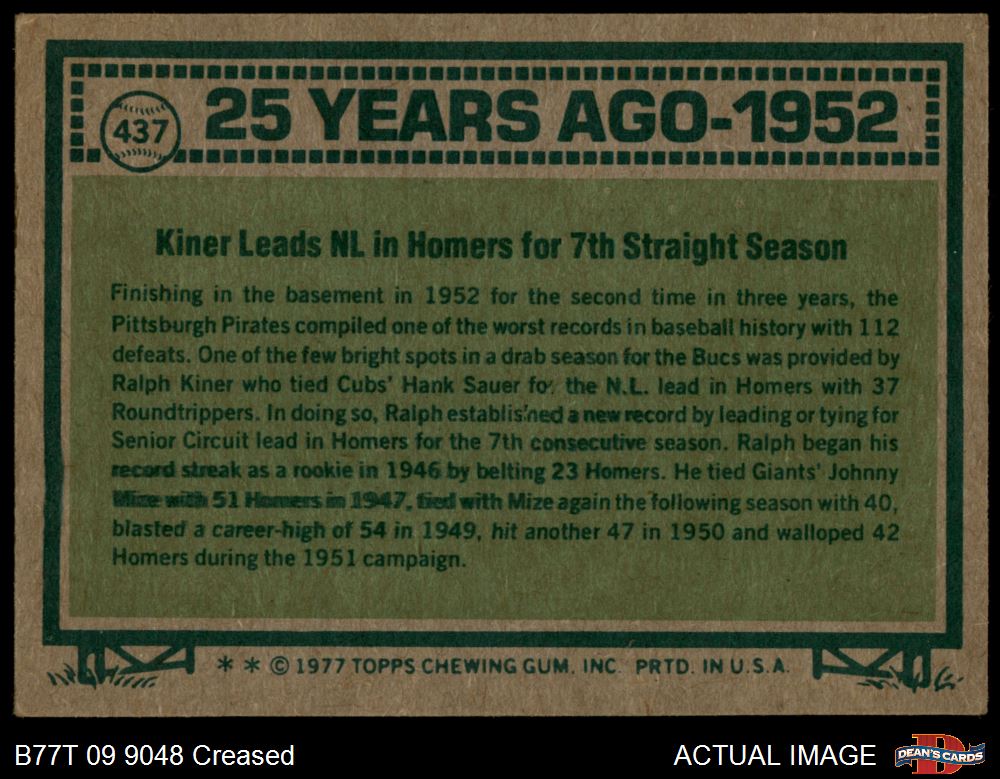 437
25 YEARS AGO-1952
Kiner Leads NL in Homers for 7th Straight Season
Finishing in the basement in 1952 for the second time in three years, the
Pittsburgh Pirates compiled one of the worst records in baseball history with 112
defeats. One of the few bright spots in a drab season for the Bucs was provided by
Ralph Kiner who tied Cubs' Hank Sauer for the N.L. lead in Homers with 37
Roundtrippers. In doing so, Ralph established a new record by leading or tying for
Senior Circuit lead in Homers for the 7th consecutive season. Ralph began his
record streak as a rookie in 1946 by belting 23 Homers. He tied Giants' Johnny
Mize with 51 Homers in 1947, tied with Mize again the following season with 40,
blasted a career-high of 54 in 1949, hit another 47 in 1950 and walloped 42
Homers during the 1951 campaign.
* * © 1977 TOPPS CHEWING GUM, INC. PRTD. IN U.S.A.
B77T 09 9048 Creased
ACTUAL IMAGE
DEAN'S CARDS